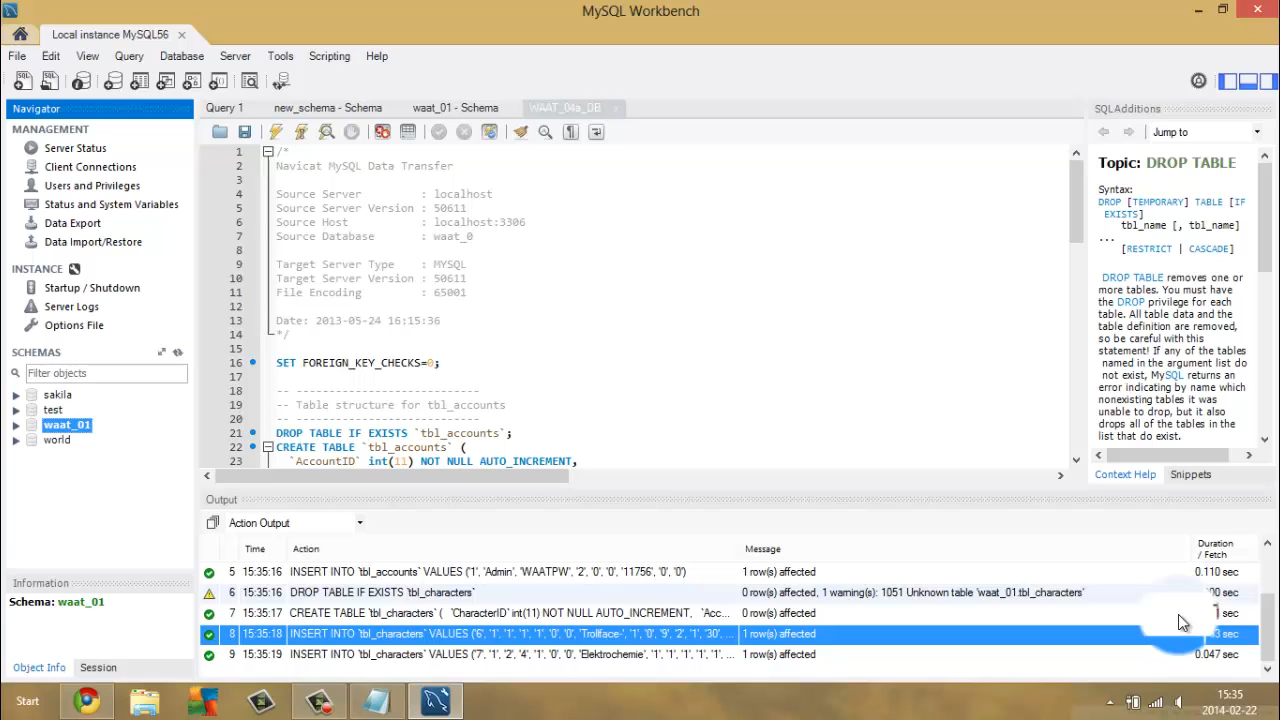 MySQL Workbench
Local instance MySQL56
File Edit View Query Database Server Tools Scripting Help
Navigator
MANAGEMENT
Server Status
Client Connections
Users and Privileges
Status and System Variables
Data Export
Data Import/Restore
INSTANCE
Startup / Shutdown
Server Logs
Options File
SCHEMAS
Filter objects
sakila
test
waat_01
world
Information
Schema: waat_01
Object Info Session
Query 1 new_schema - Schema waat_01 - Schema WAAT_04a_DB
1 /*
2 Navicat MySQL Data Transfer
3
4 Source Server : localhost
5 Source Server Version : 50611
6 Source Host : localhost:3306
7 Source Database : waat_0
8
9 Target Server Type : MYSQL
10 Target Server Version : 50611
11 File Encoding : 65001
12
13 Date: 2013-05-24 16:15:36
14 */
15
16 SET FOREIGN_KEY_CHECKS=0;
17
18 -- ----------------------------
19 -- Table structure for tbl_accounts
20 -- ----------------------------
21 DROP TABLE IF EXISTS `tbl_accounts`;
22 CREATE TABLE `tbl_accounts` (
23 `AccountID` int(11) NOT NULL AUTO_INCREMENT,
SQLAdditions
Jump to
Topic: DROP TABLE
Syntax:
DROP [TEMPORARY] TABLE [IF
EXISTS]
tbl_name [, tbl_name]
...
[RESTRICT | CASCADE]
DROP TABLE removes one or
more tables. You must have
the DROP privilege for each
table. All table data and the
table definition are removed,
so be careful with this
statement! If any of the tables
named in the argument list do
not exist, MySQL returns an
error indicating by name which
nonexisting tables it was
unable to drop, but it also
drops all of the tables in the
list that do exist.
Context Help Snippets
Output
Action Output
Time Action Message Duration / Fetch
5 15:35:16 INSERT INTO `tbl_accounts` VALUES ('1', 'Admin', 'WAATPW', '2', '0', '0', '11756', '0', '0') 1 row(s) affected 0.110 sec
6 15:35:16 DROP TABLE IF EXISTS `tbl_characters` 0 row(s) affected, 1 warning(s): 1051 Unknown table 'waat_01.tbl_characters' sec
7 15:35:17 CREATE TABLE `tbl_characters` ( `CharacterID` int(11) NOT NULL AUTO_INCREMENT, `Acc... 0 row(s) affected sec
8 15:35:18 INSERT INTO `tbl_characters` VALUES ('6', '1', '1', '1', '1', '0', '0', 'Trollface-', '1', '0', '9', '2', '1', '30', ... 1 row(s) affected sec
9 15:35:19 INSERT INTO `tbl_characters` VALUES ('7', '1', '2', '4', '1', '0', '0', 'Elektrochemie', '1', '1', '1', '1', '1', ... 1 row(s) affected 0.047 sec
Start
15:35
2014-02-22